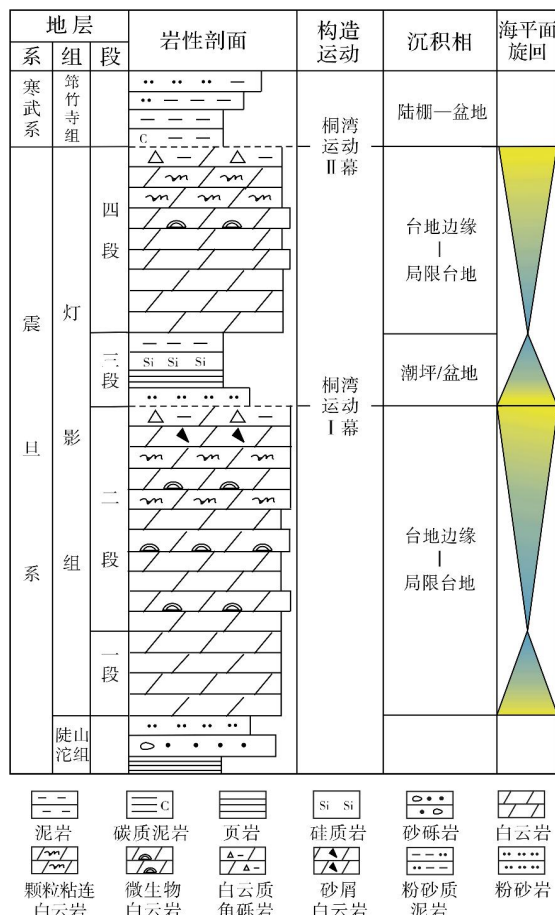 地层
岩性剖面
构造
运动
沉积相
海平面
旋回
系
组
段
寒武系
筇竹寺组
C
桐湾
运动
Ⅱ幕
陆棚—盆地
震旦系
灯影组
四段
台地边缘
|
局限台地
三段
Si Si Si
桐湾
运动
Ⅰ幕
潮坪/盆地
二段
台地边缘
|
局限台地
一段
陡山
沱组
C
Si Si
泥岩
碳质泥岩
页岩
硅质岩
砂砾岩
白云岩
颗粒粘连
白云岩
微生物
白云岩
白云质
角砾岩
砂屑
白云岩
粉砂质
泥岩
粉砂岩